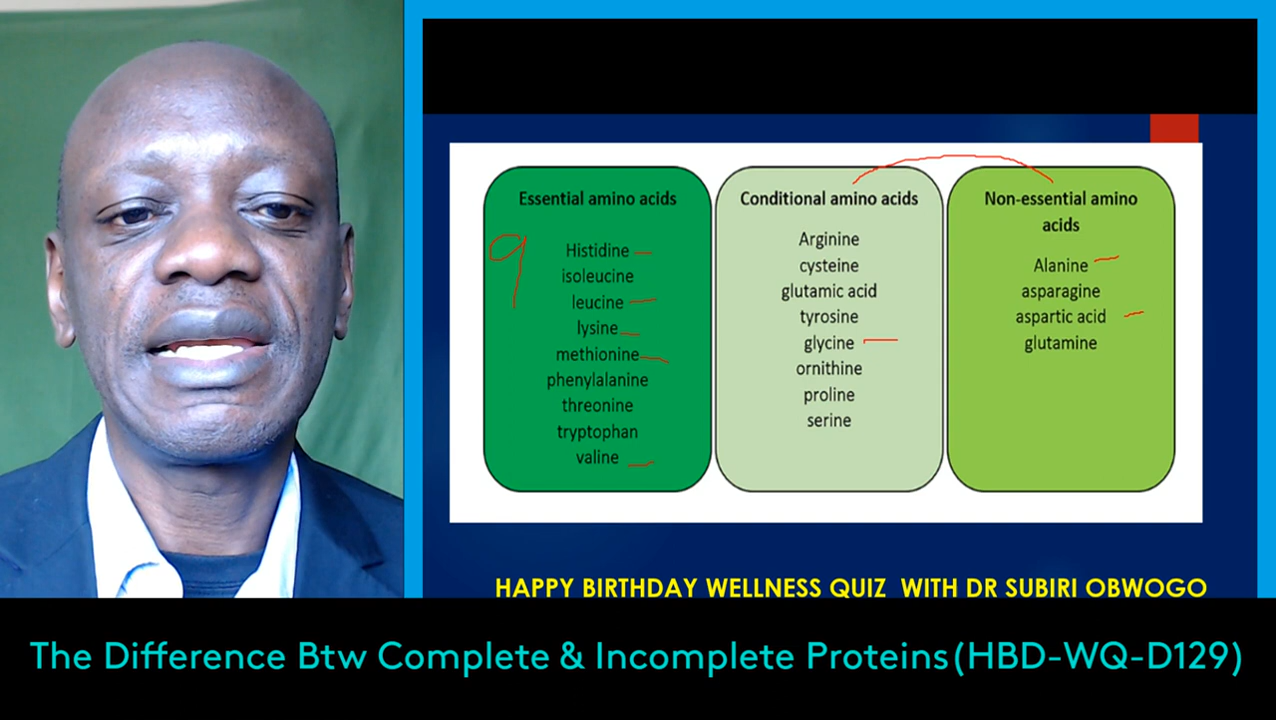 Essential amino acids
9
Histidine
isoleucine
leucine
lysine
methionine
phenylalanine
threonine
tryptophan
valine
Conditional amino acids
Arginine
cysteine
glutamic acid
tyrosine
glycine
ornithine
proline
serine
Non-essential amino
acids
Alanine
asparagine
aspartic acid
glutamine
HAPPY BIRTHDAY WELLNESS QUIZ WITH DR SUBIRI OBWOGO
The Difference Btw Complete & Incomplete Proteins (HBD-WQ-D129)